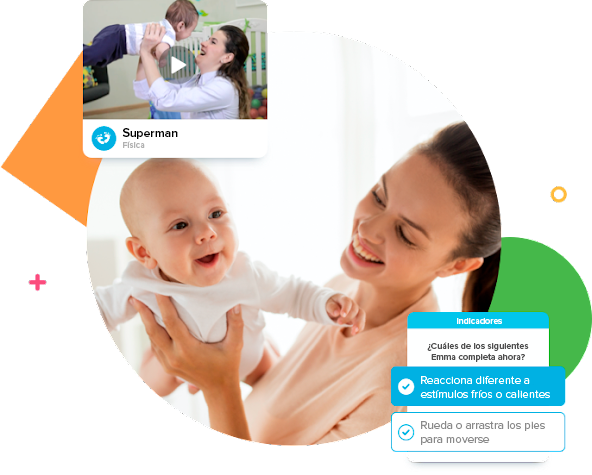 Superman
Física
Indicadores
¿Cuáles de los siguientes
Emma completa ahora?
Reacciona diferente a
estímulos fríos o calientes
Rueda o arrastra los pies
para moverse